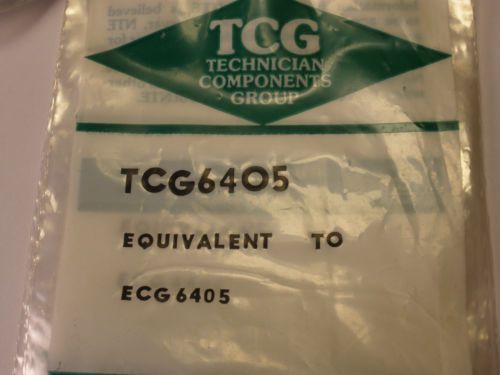 TCG
TECHNICIAN
COMPONENTS
GROUP
TCG6405
EQUIVALENT TO
ECG6405